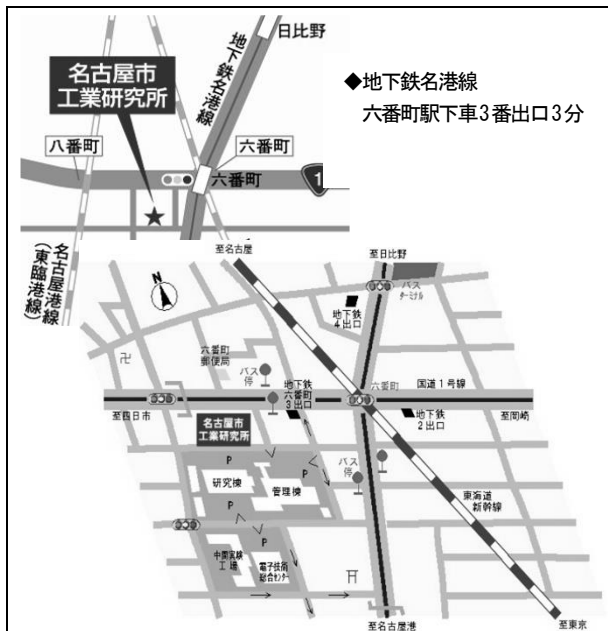 日比野
地下鉄名港線
名古屋市
工業研究所
◆地下鉄名港線
六番町駅下車3番出口3分
八番町
六番町
六番町
1
名古屋港線
(東臨港線)
至名古屋
至日比野
N
バス
ターミナル
地下鉄
4出口
六番町
郵便局
バス
停
地下鉄
六番町
3出口
六番町
国道1号線
至四日市
地下鉄
2出口
至岡崎
名古屋市
工業研究所
P
P
研究棟
管理棟
バス
停
東海道
新幹線
P
P
中間実験
工場
電子技術
総合センター
至名古屋港
至東京